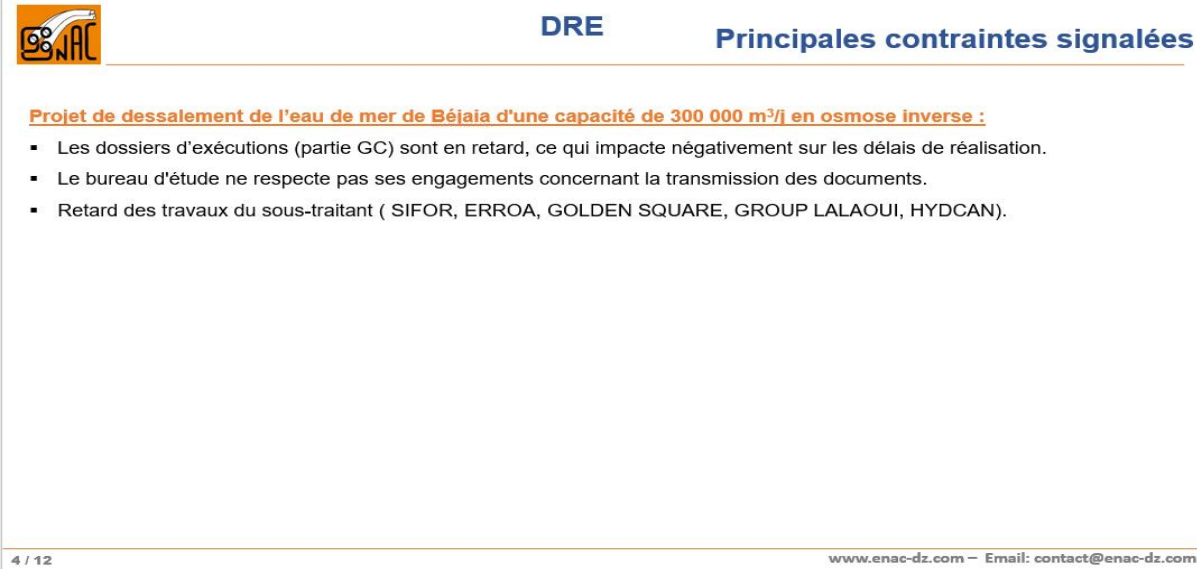 ENAC
DRE
Principales contraintes signalées
Projet de dessalement de l'eau de mer de Béjaia d'une capacité de 300 000 m³/j en osmose inverse :
▪ Les dossiers d'exécutions (partie GC) sont en retard, ce qui impacte négativement sur les délais de réalisation.
▪ Le bureau d'étude ne respecte pas ses engagements concernant la transmission des documents.
▪ Retard des travaux du sous-traitant ( SIFOR, ERROA, GOLDEN SQUARE, GROUP LALAOUI, HYDCAN).
4 / 12
www.enac-dz.com – Email: contact@enac-dz.com